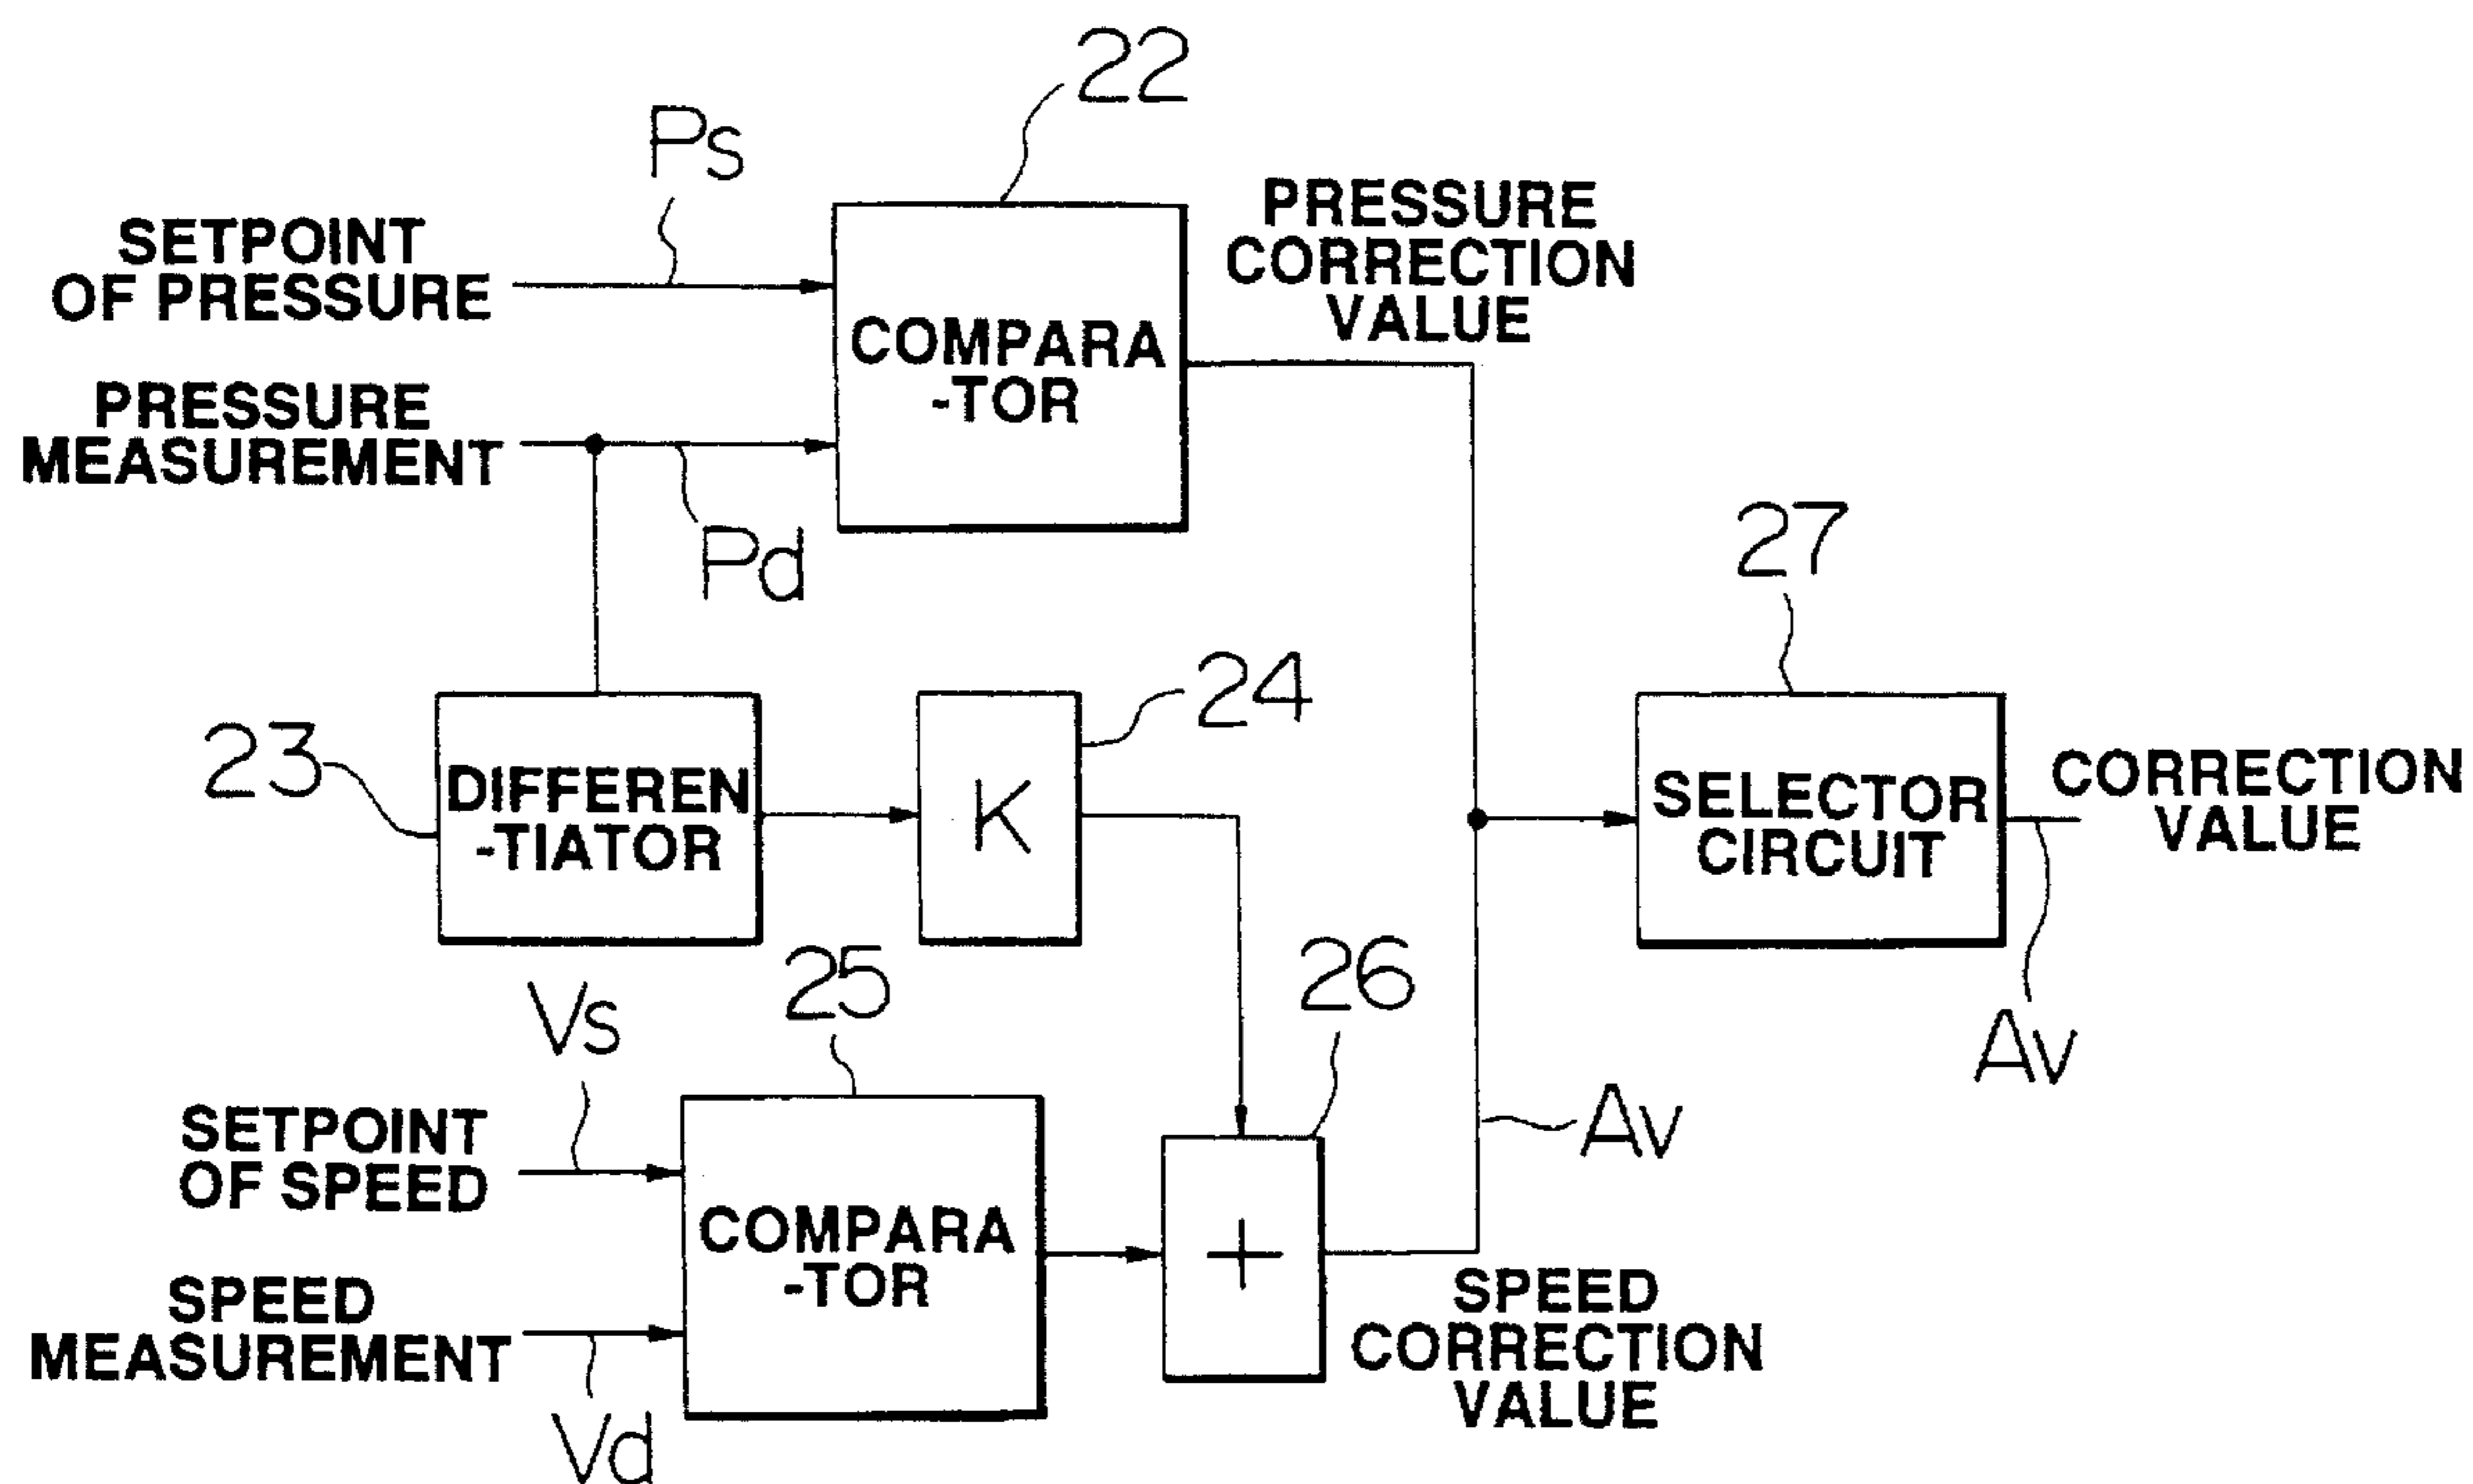 22
Ps
SETPOINT
OF PRESSURE
PRESSURE
CORRECTION
VALUE
COMPARA
-TOR
PRESSURE
MEASUREMENT
Pd
27
23
DIFFEREN
-TIATOR
24
K
SELECTOR
CIRCUIT
CORRECTION
VALUE
Av
25
26
Vs
SETPOINT
OF SPEED
Av
COMPARA
-TOR
+
SPEED
MEASUREMENT
SPEED
CORRECTION
VALUE
Vd